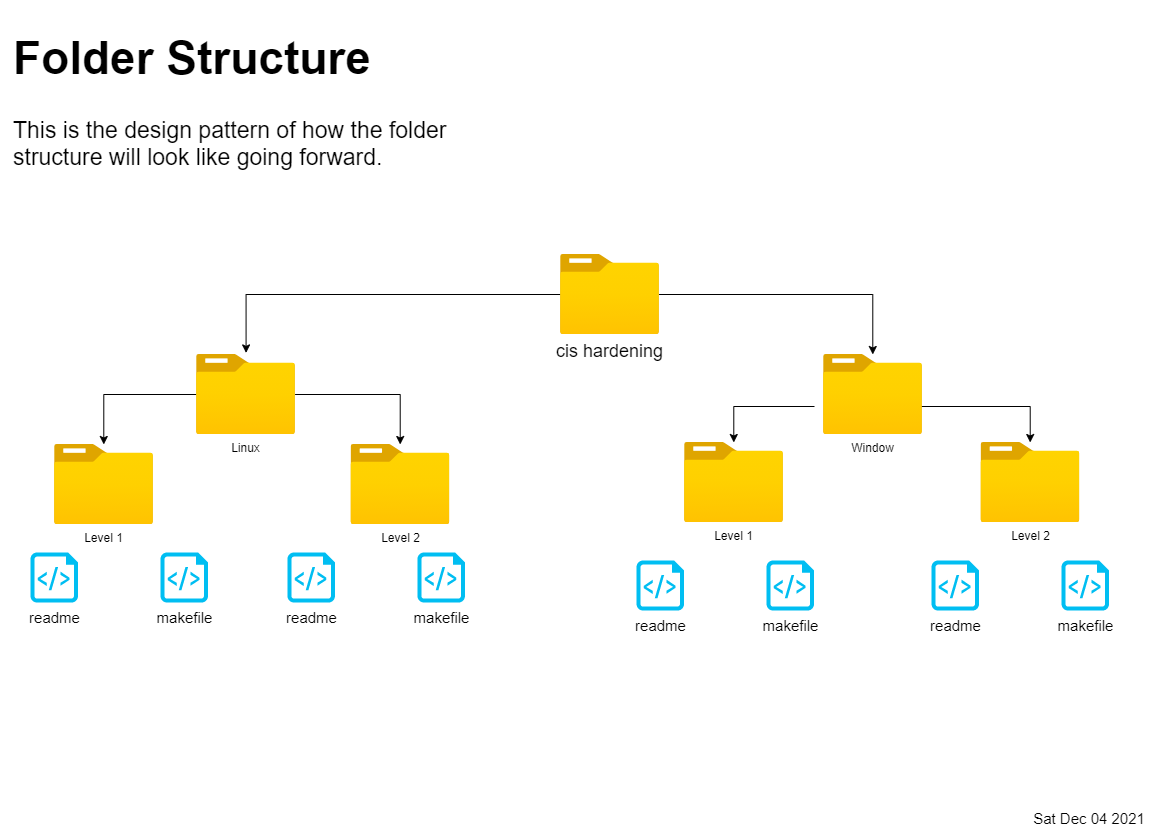 Folder Structure
This is the design pattern of how the folder
structure will look like going forward.
cis hardening
Linux
Window
Level 1
Level 2
Level 1
Level 2
</> 
</>
</>
</>
</>
</>
</>
</>
readme
makefile
readme
makefile
readme
makefile
readme
makefile
Sat Dec 04 2021